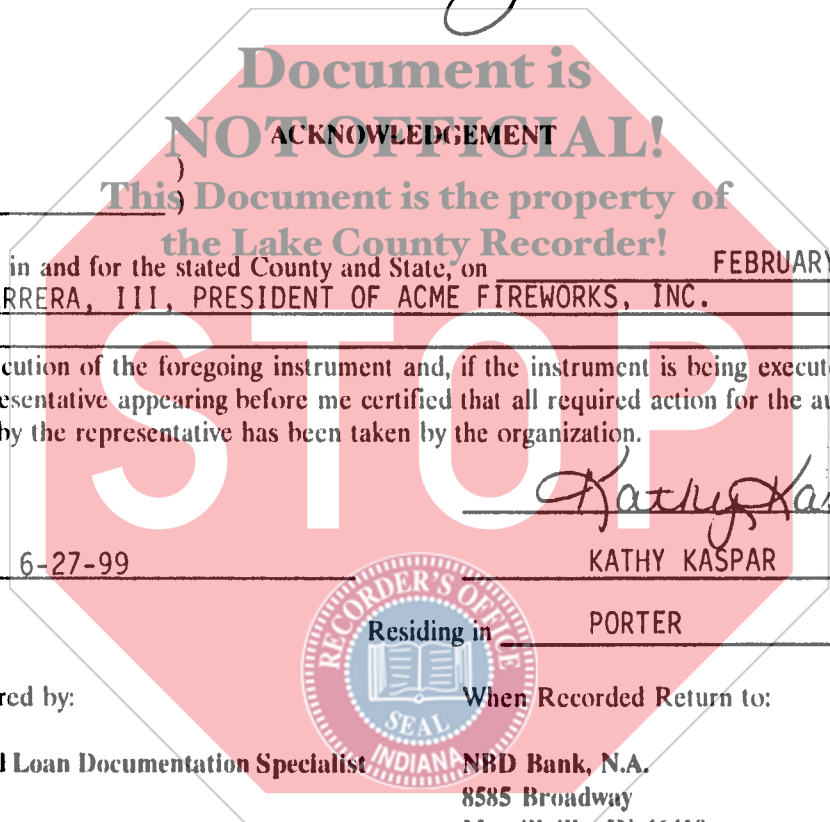 Document is
NOT OFFICIAL!
ACKNOWLEDGEMENT
This Document is the property of
the Lake County Recorder!
in and for the stated County and State, on FEBRUARY
RRERA, III, PRESIDENT OF ACME FIREWORKS, INC.
STOP
cution of the foregoing instrument and, if the instrument is being execut
esentative appearing before me certified that all required action for the au
by the representative has been taken by the organization.
Kathy Ka
6-27-99 KATHY KASPAR
RECORDER'S OFFICE
SEAL
INDIANA
Residing in PORTER
red by: When Recorded Return to:
Loan Documentation Specialist NBD Bank, N.A.
8585 Broadway